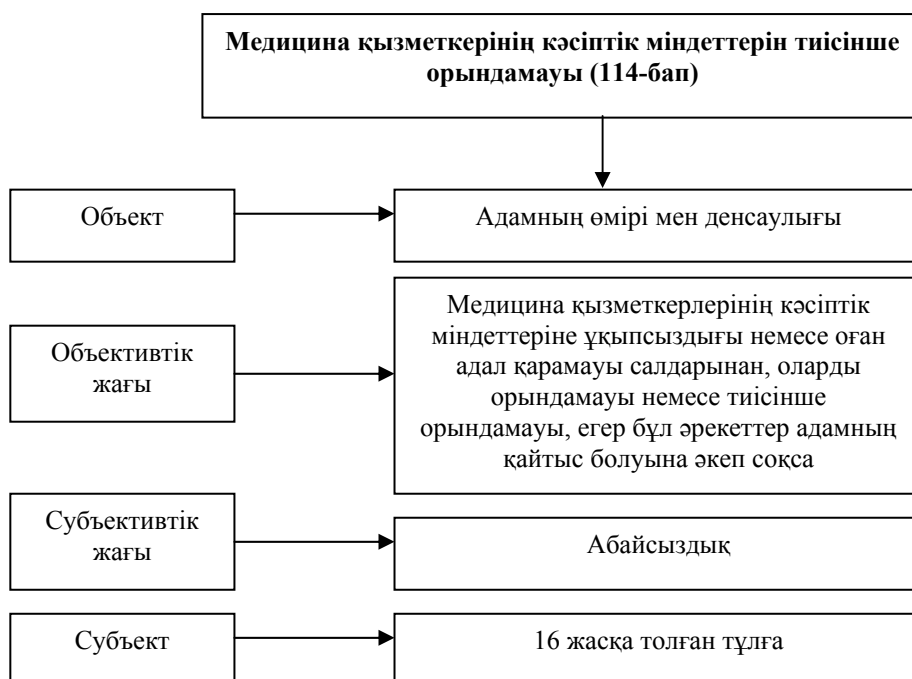 Медицина қызметкерінің кәсіптік міндеттерін тиісінше
орындамауы (114-бап)
Объект
Адамның өмірі мен денсаулығы
Объективтік
жағы
Медицина қызметкерлерінің кәсіптік
міндеттеріне ұқыпсыздығы немесе оған
адал қарамауы салдарынан, оларды
орындамауы немесе тиісінше
орындамауы, егер бұл әрекеттер адамның
қайтыс болуына әкеп соқса
Субъективтік
жағы
Абайсыздық
Субъект
16 жасқа толған тұлға